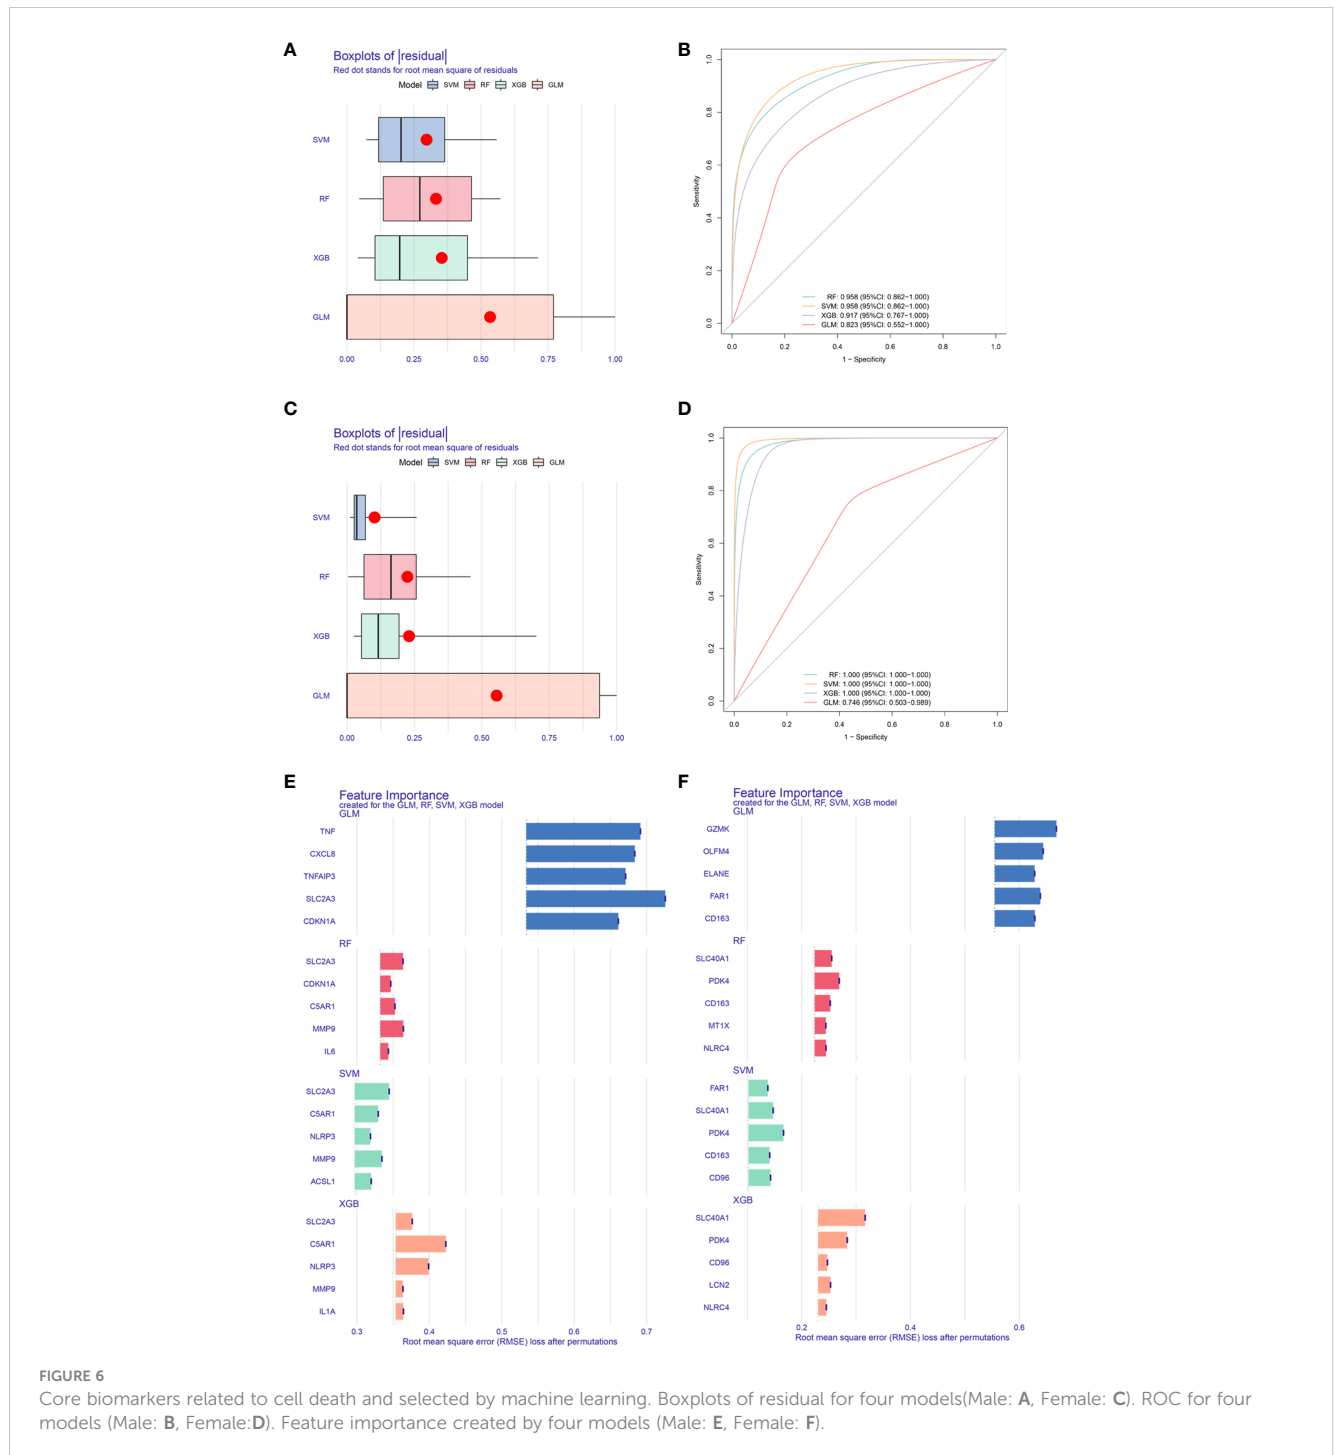 A
Boxplots of |residual|
Red dot stands for root mean square of residuals
Model SVM RF XGB GLM
SVM
RF
XGB
GLM
0.00 0.25 0.50 0.75 1.00
B
Sensitivity
1.0
0.8
0.6
0.4
0.2
0.0
RF: 0.958 (95%CI: 0.862−1.000)
SVM: 0.958 (95%CI: 0.862−1.000)
XGB: 0.917 (95%CI: 0.767−1.000)
GLM: 0.823 (95%CI: 0.552−1.000)
0.0 0.2 0.4 0.6 0.8 1.0
1 − Specificity
C
Boxplots of |residual|
Red dot stands for root mean square of residuals
Model SVM RF XGB GLM
SVM
RF
XGB
GLM
0.00 0.25 0.50 0.75 1.00
D
Sensitivity
1.0
0.8
0.6
0.4
0.2
0.0
RF: 1.000 (95%CI: 1.000−1.000)
SVM: 1.000 (95%CI: 1.000−1.000)
XGB: 1.000 (95%CI: 1.000−1.000)
GLM: 0.746 (95%CI: 0.503−0.989)
0.0 0.2 0.4 0.6 0.8 1.0
1 − Specificity
E
Feature Importance
created for the GLM, RF, SVM, XGB model
GLM
TNF
CXCL8
TNFAIP3
SLC2A3
CDKN1A
RF
SLC2A3
CDKN1A
C5AR1
MMP9
IL6
SVM
SLC2A3
C5AR1
NLRP3
MMP9
ACSL1
XGB
SLC2A3
C5AR1
NLRP3
MMP9
IL1A
0.3 0.4 0.5 0.6 0.7
Root mean square error (RMSE) loss after permutations
F
Feature Importance
created for the GLM, RF, SVM, XGB model
GLM
GZMK
OLFM4
ELANE
FAR1
CD163
RF
SLC40A1
PDK4
CD163
MT1X
NLRC4
SVM
FAR1
SLC40A1
PDK4
CD163
CD96
XGB
SLC40A1
PDK4
CD96
LCN2
NLRC4
0.2 0.4 0.6
Root mean square error (RMSE) loss after permutations
FIGURE 6
Core biomarkers related to cell death and selected by machine learning. Boxplots of residual for four models(Male: A, Female: C). ROC for four
models (Male: B, Female:D). Feature importance created by four models (Male: E, Female: F).